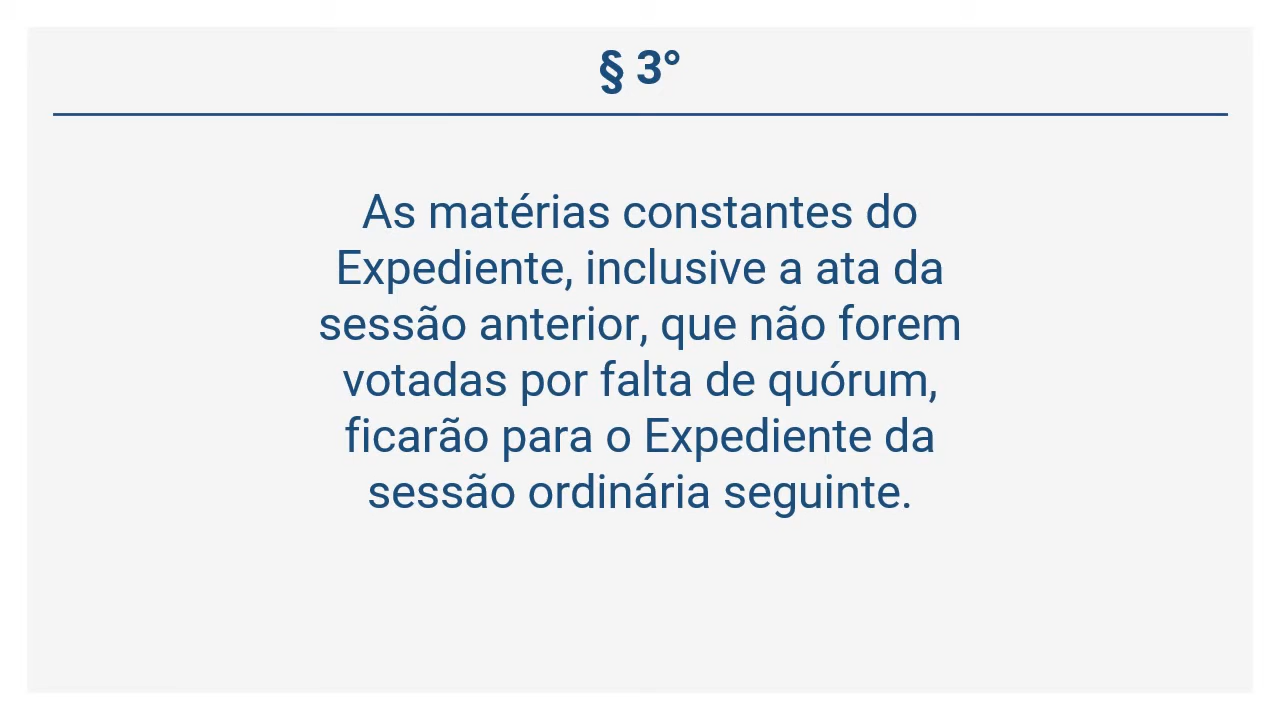 § 3°
As matérias constantes do
Expediente, inclusive a ata da
sessão anterior, que não forem
votadas por falta de quórum,
ficarão para o Expediente da
sessão ordinária seguinte.